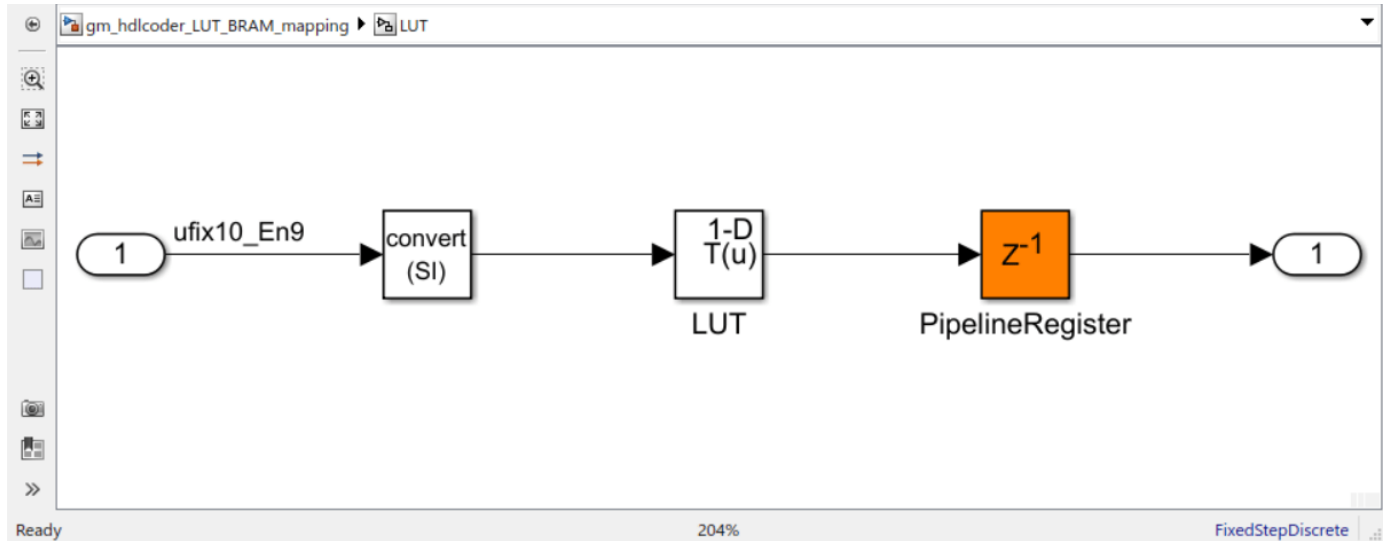 gm_hdlcoder_LUT_BRAM_mapping LUT
1
ufix10_En9
convert
(SI)
1-D
T(u)
LUT
Z-1
PipelineRegister
1
Ready
204%
FixedStepDiscrete